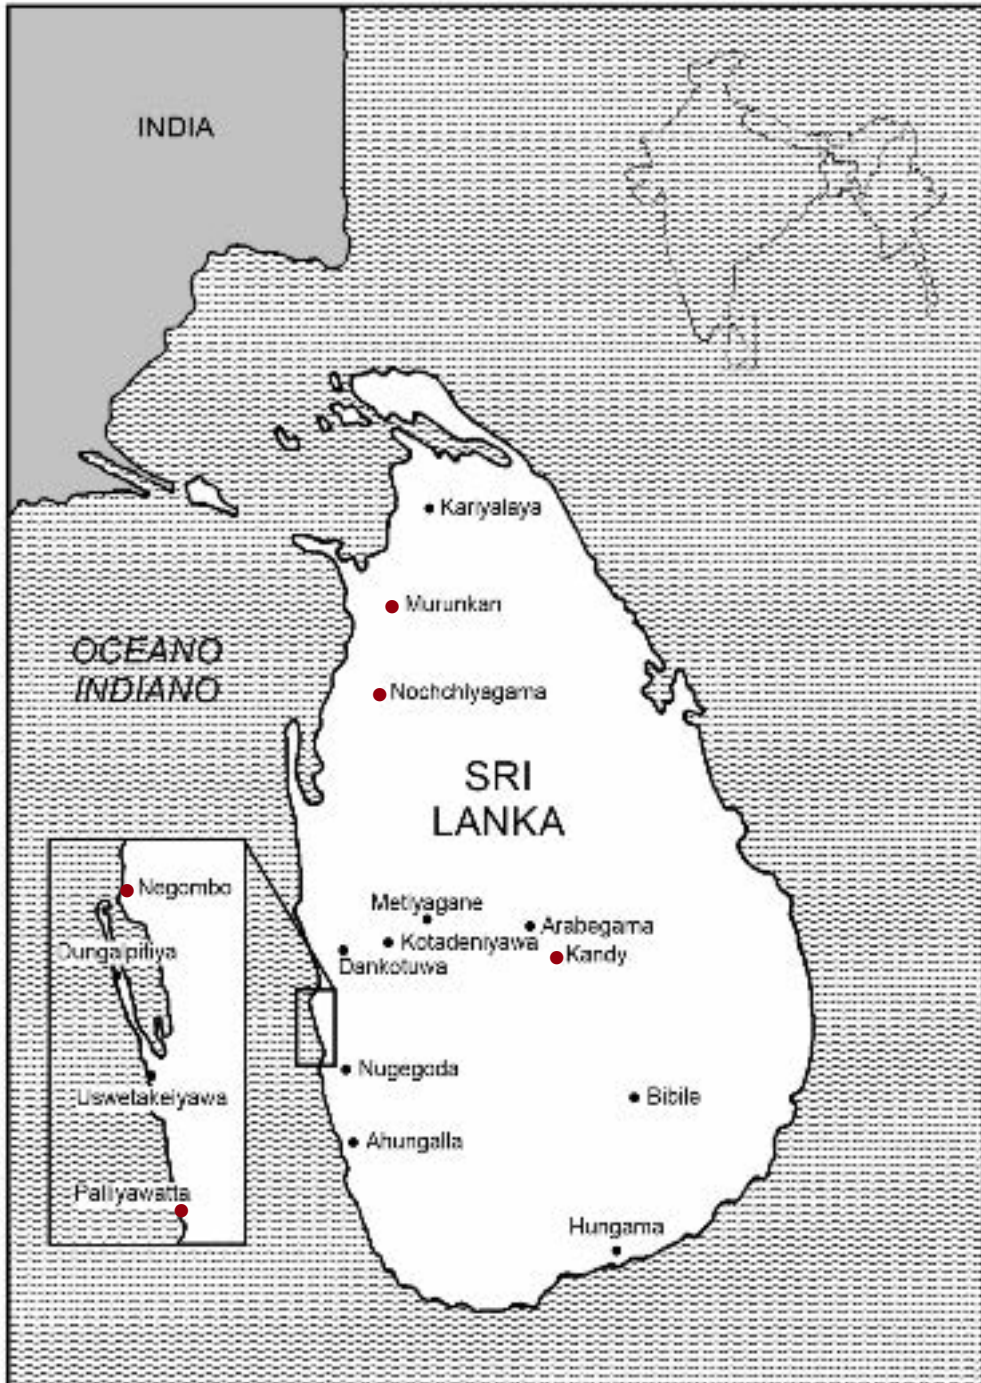 INDIA
Kariyalaya
Murunkan
OCEANO
INDIANO
Nochchiyagama
SRI
LANKA
Negombo
Dungalpitiya
Uswetakeiyawa
Palliyawatta
Metiyagane
Arabegama
Kotadeniyawa
Kandy
Dankotuwa
Nugegoda
Bibile
Ahungalla
Hungama